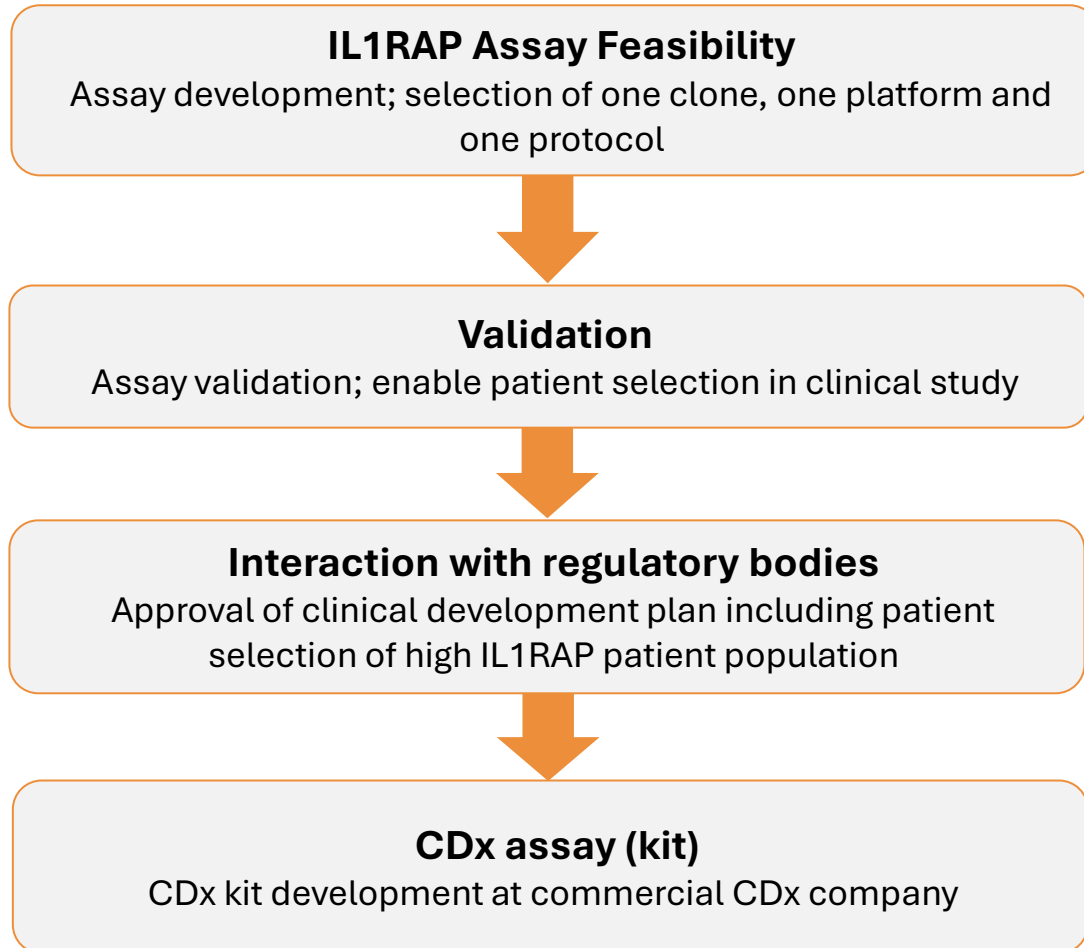 IL1RAP Assay Feasibility
Assay development; selection of one clone, one platform and
one protocol
Validation
Assay validation; enable patient selection in clinical study
Interaction with regulatory bodies
Approval of clinical development plan including patient
selection of high IL1RAP patient population
CDx assay (kit)
CDx kit development at commercial CDx company